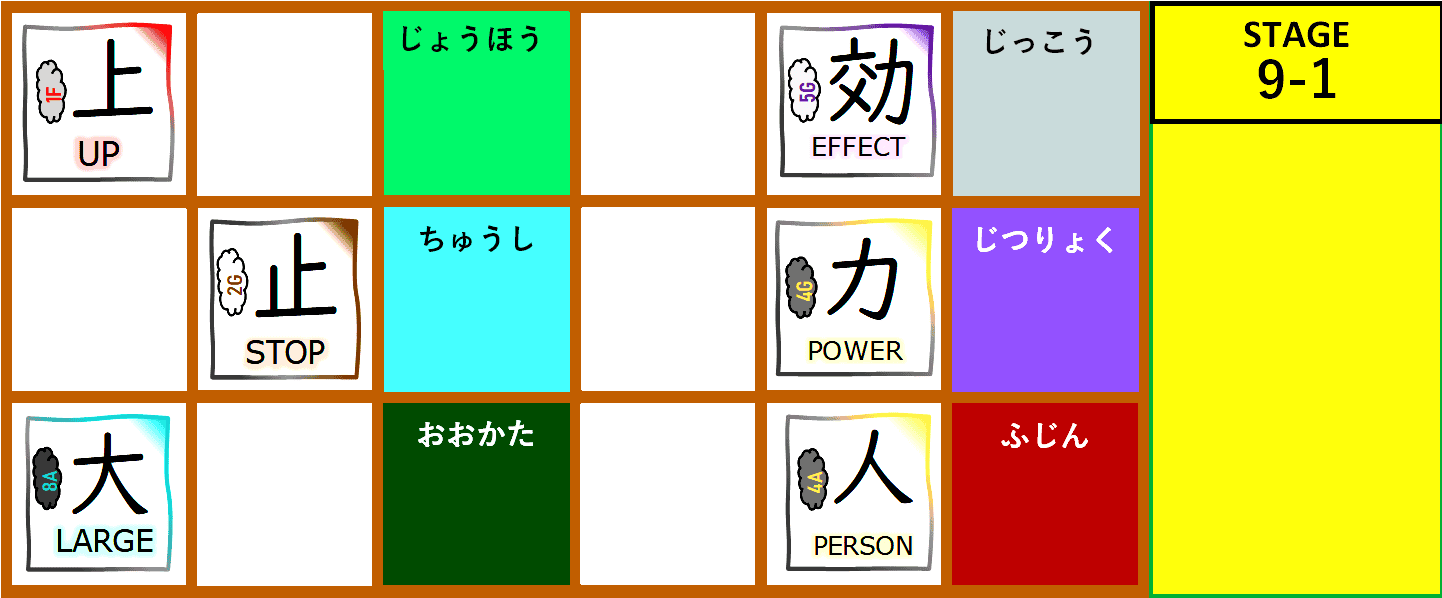 1F
上
UP
じょうほう
5G
効
EFFECT
じっこう
STAGE
9-1
2G
止
STOP
ちゅうし
4G
力
POWER
じつりょく
8A
大
LARGE
おおかた
4A
人
PERSON
ふじん